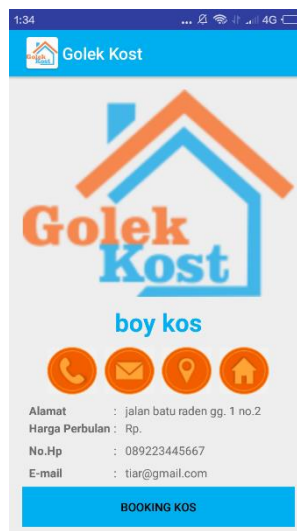 1:34 ... 4G
Golek Kost
Golek
Kost
boy kos
Alamat : jalan batu raden gg. 1 no.2
Harga Perbulan : Rp.
No.Hp : 089223445667
E-mail : tiar@gmail.com
BOOKING KOS